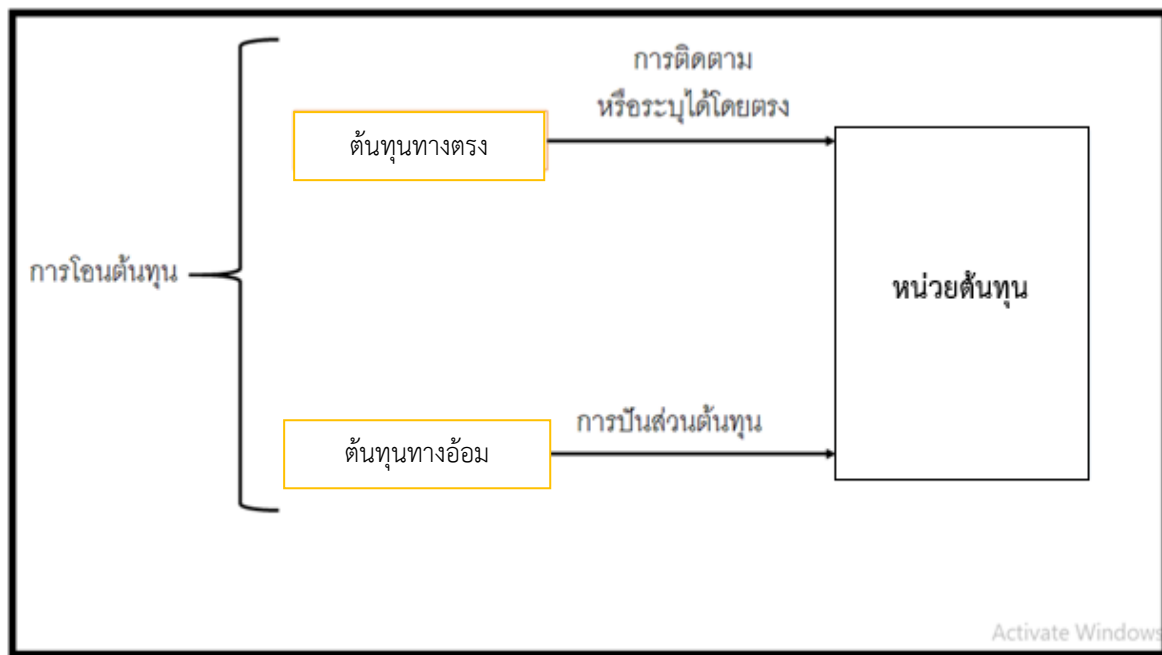 การติดตาม
หรือระบุได้โดยตรง
ต้นทุนทางตรง
การโอนต้นทุน
หน่วยต้นทุน
การปันส่วนต้นทุน
ต้นทุนทางอ้อม
Activate Windows